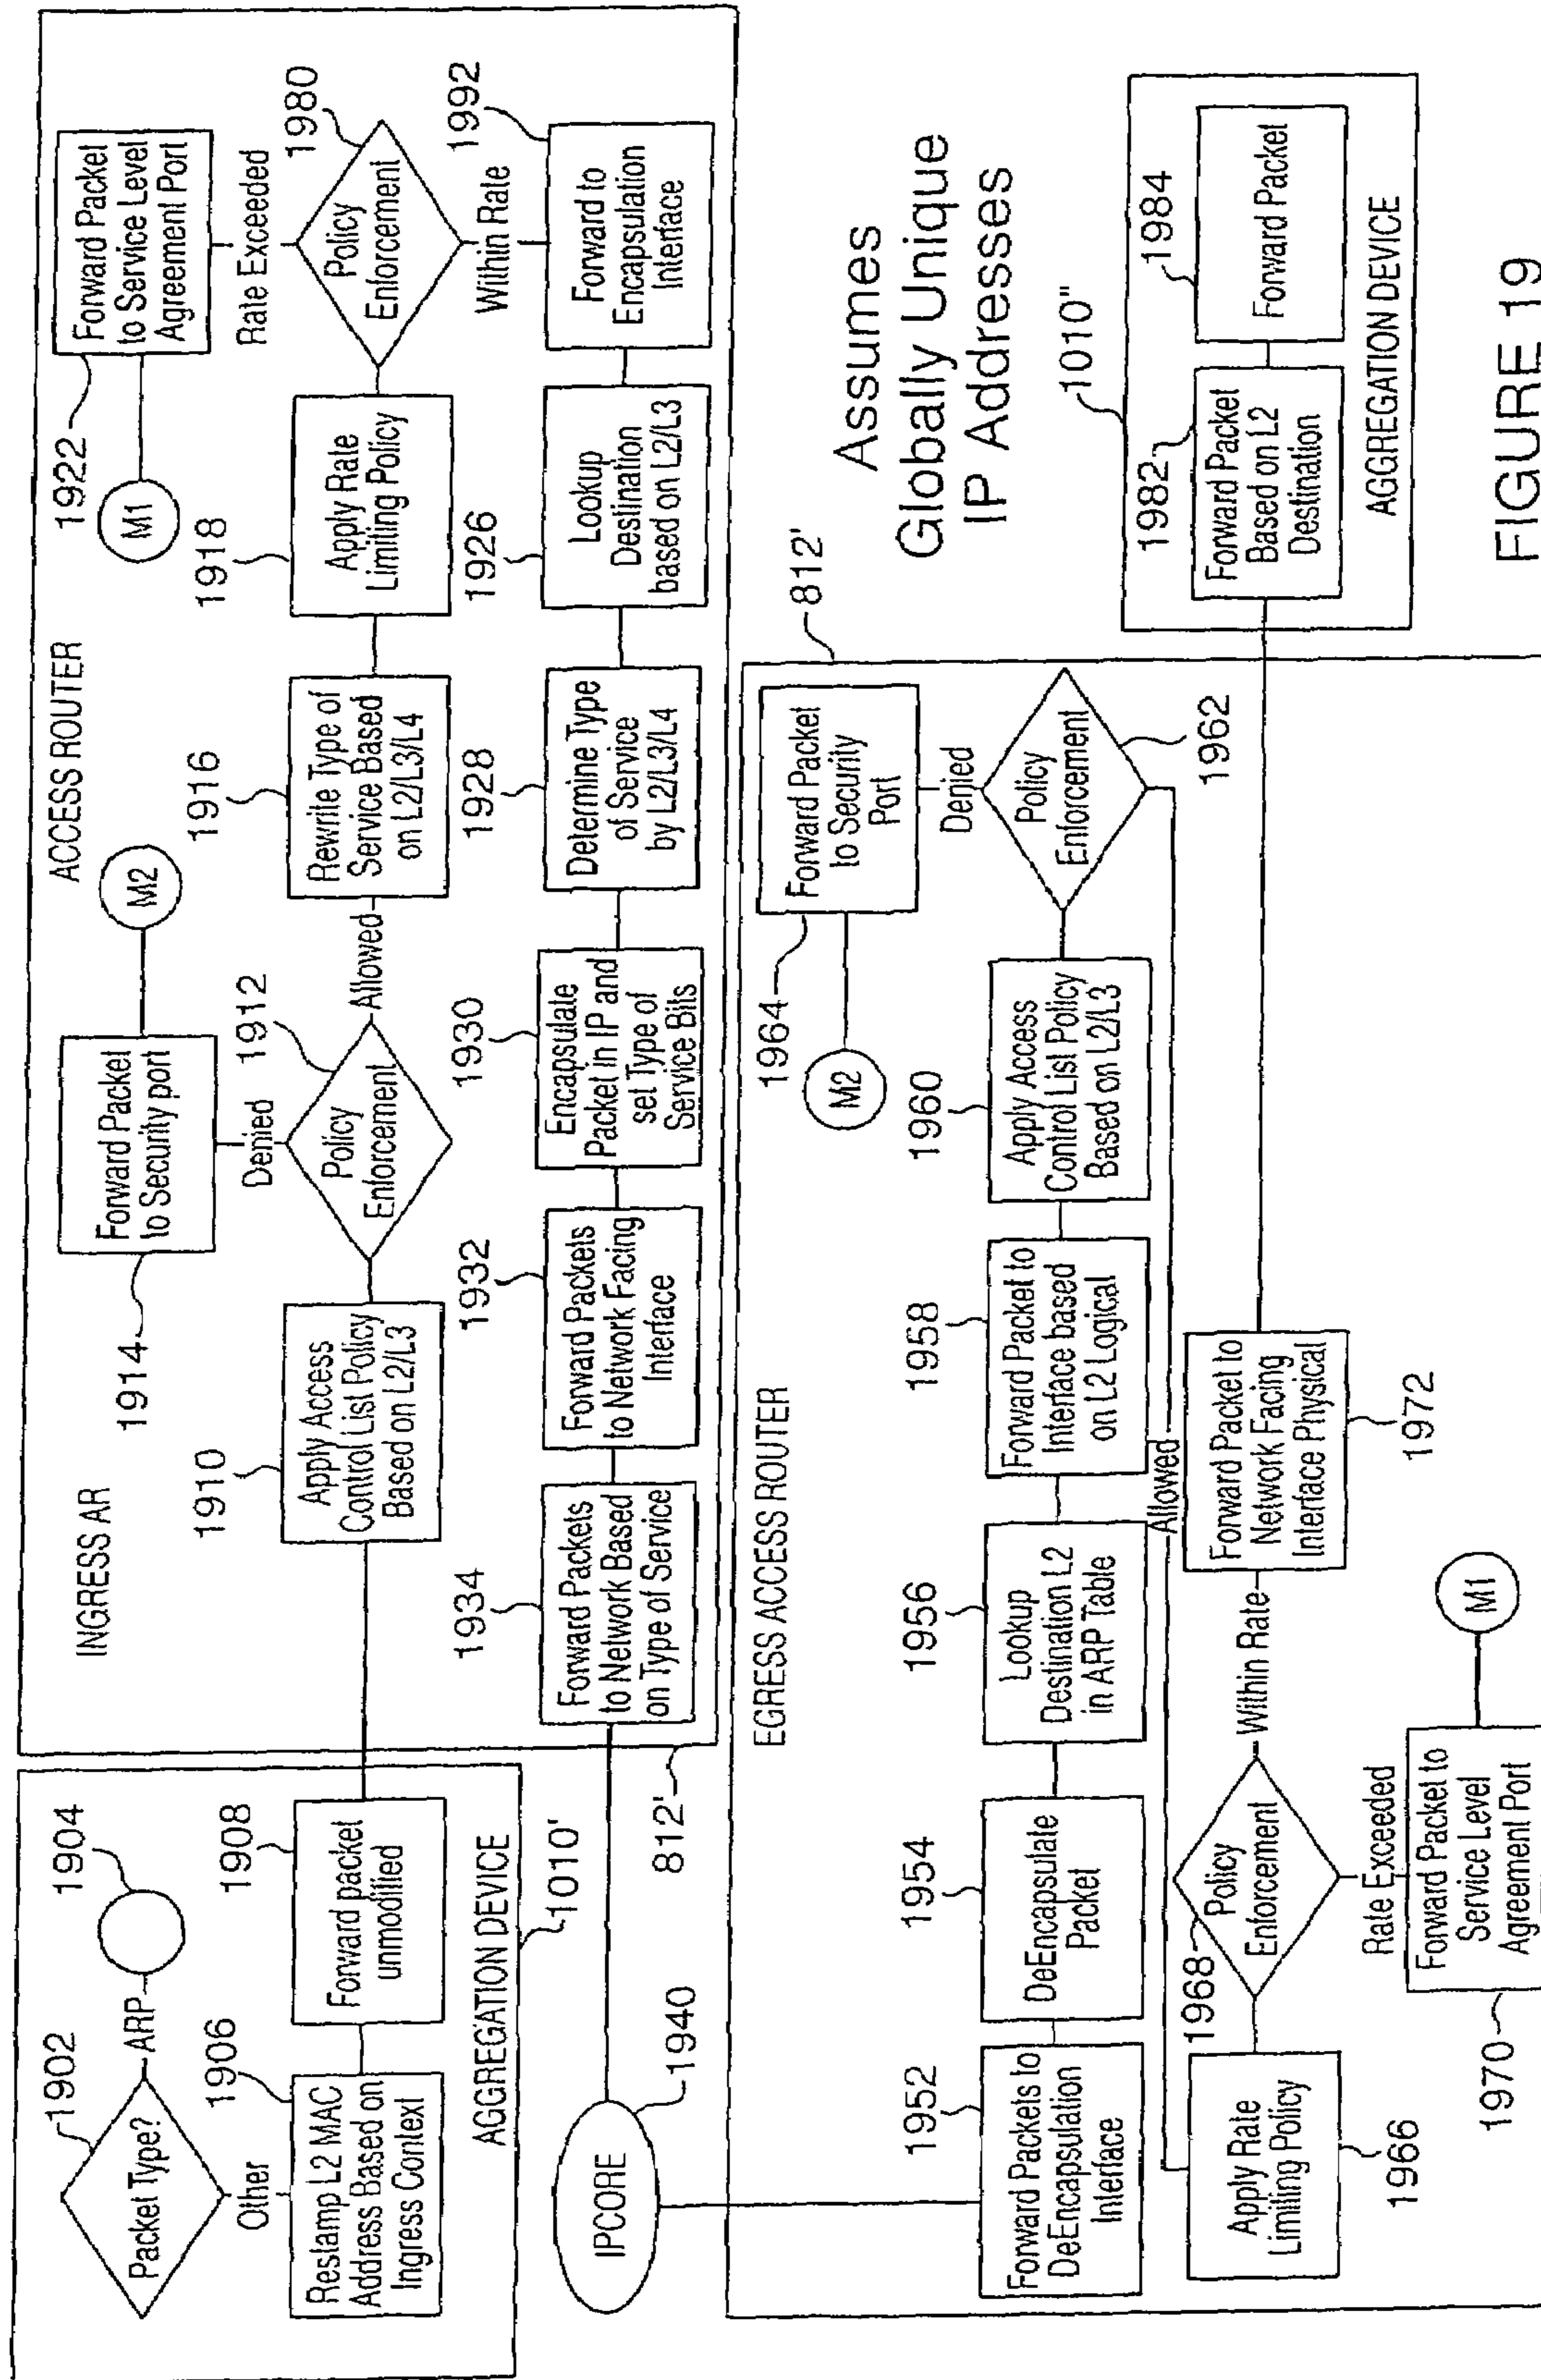 1902
Packet Type?
ARP
1904
Other
1906
Restamp L2 MAC
Address Based on
Ingress Context
1908
Forward packet
unmodified
AGGREGATION DEVICE
1010'
INGRESS AR
ACCESS ROUTER
1910
Apply Access
Control List Policy
Based on L2/L3
1912
Policy
Enforcement
Denied
1914
Forward Packet
to Security port
M2
Allowed
1916
Rewrite Type of
Service Based
on L2/L3/L4
1918
Apply Rate
Limiting Policy
1980
Policy
Enforcement
Rate Exceeded
1922
Forward Packet
to Service Level
Agreement Port
M1
Within Rate
1992
Forward to
Encapsulation
Interface
1926
Lookup
Destination
based on L2/L3
1928
Determine Type
of Service
by L2/L3/L4
1930
Encapsulate
Packet in IP and
set Type of
Service Bits
1932
Forward Packets
to Network Facing
Interface
1934
Forward Packets
to Network Based
on Type of Service
812'
IPCORE
1940
EGRESS ACCESS ROUTER
812'
1952
Forward Packets to
DeEncapsulation
Interface
1954
DeEncapsulate
Packet
1956
Lookup
Destination L2
in ARP Table
1958
Forward Packet to
Interface based
on L2 Logical
1960
Apply Access
Control List Policy
Based on L2/L3
1962
Policy
Enforcement
Denied
1964
Forward Packet
to Security
Port
M2
Allowed
1966
Apply Rate
Limiting Policy
1968
Policy
Enforcement
Rate Exceeded
1970
Forward Packet to
Service Level
Agreement Port
M1
Within Rate
1972
Forward Packet to
Network Facing
Interface Physical
Assumes
Globally Unique
IP Addresses
1010"
1982
Forward Packet
Based on L2
Destination
1984
Forward Packet
AGGREGATION DEVICE
FIGURE 19